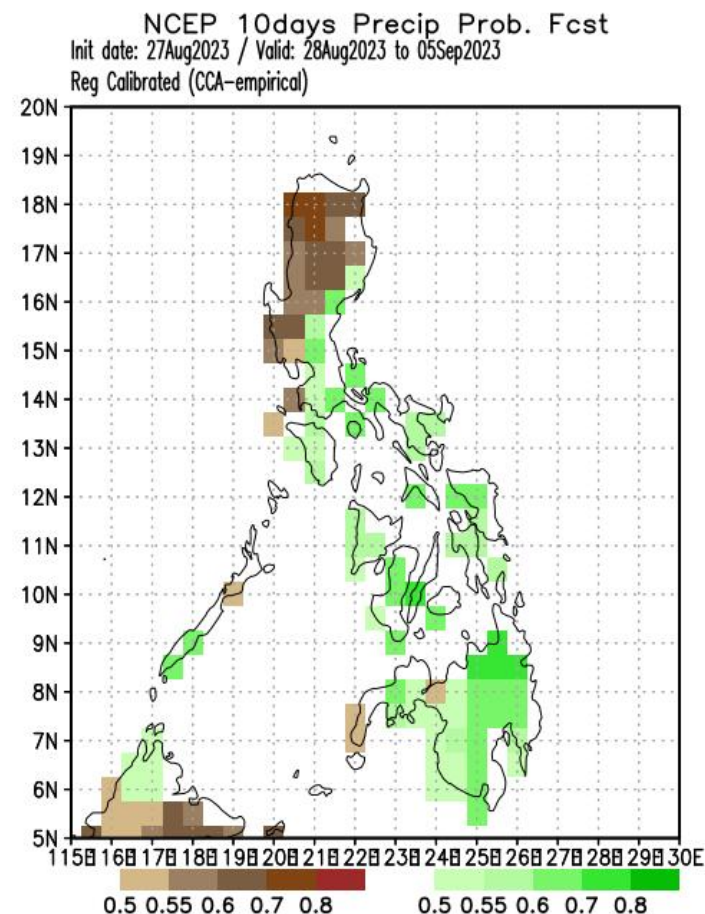 NCEP 10days Precip Prob. Fcst
Init date: 27Aug2023 / Valid: 28Aug2023 to 05Sep2023
Reg Calibrated (CCA-empirical)
20N
19N
18N
17N
16N
15N
14N
13N
12N
11N
10N
9N
8N
7N
6N
5N
115E 116E 117E 118E 119E 120E 121E 122E 123E 124E 125E 126E 127E 128E 129E 130E
0.5 0.55 0.6 0.7 0.8 0.5 0.55 0.6 0.7 0.8